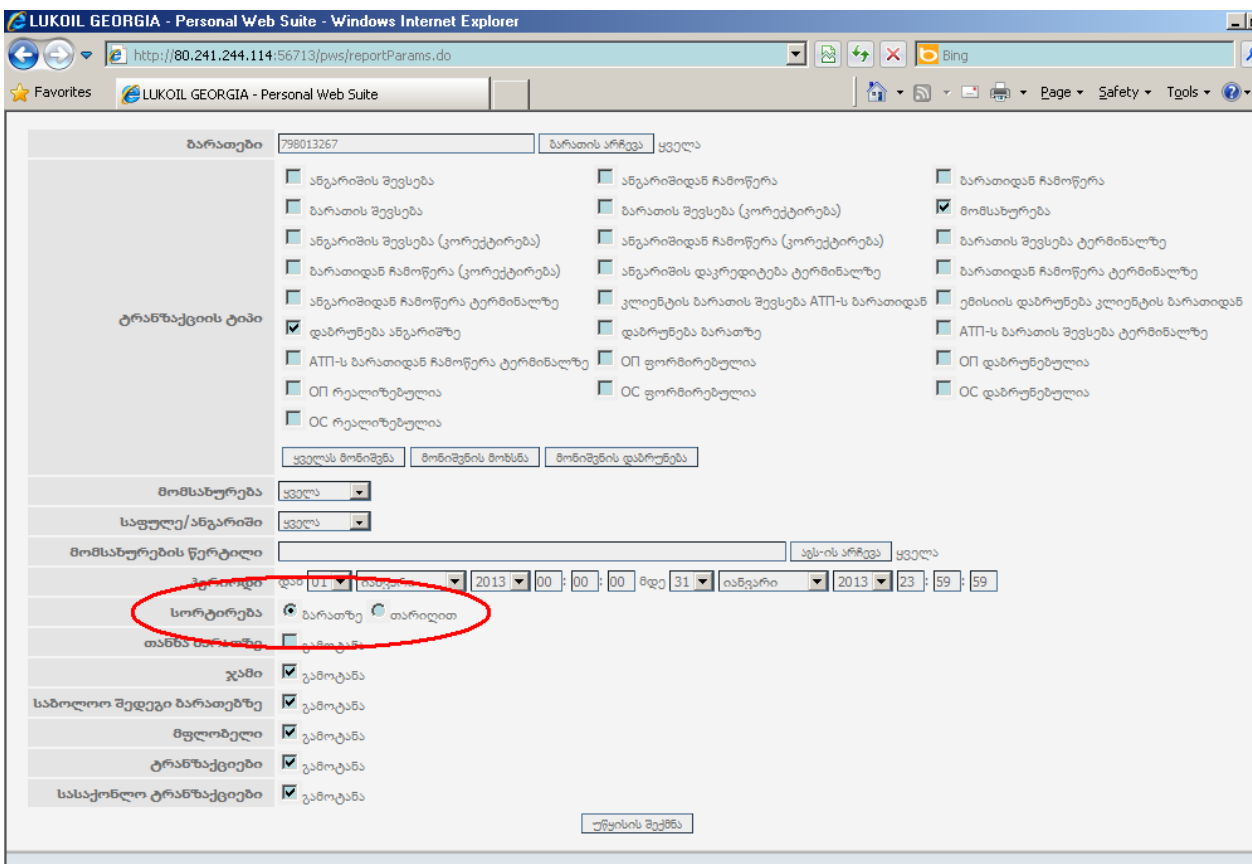 LUKOIL GEORGIA - Personal Web Suite - Windows Internet Explorer
http://80.241.244.114:56713/pws/reportParams.do
Bing
Favorites
LUKOIL GEORGIA - Personal Web Suite
Page
Safety
Tools
ბარათები 798013267 ბარათის არჩევა ყველა
ანგარიშის შევსება ანგარიშიდან ჩამოწერა ბარათიდან ჩამოწერა
ბარათის შევსება ბარათის შევსება (კორექტირება) მომსახურება
ანგარიშის შევსება (კორექტირება) ანგარიშიდან ჩამოწერა (კორექტირება) ბარათის შევსება ტერმინალზე
ბარათიდან ჩამოწერა (კორექტირება) ანგარიშის დაკრედიტება ტერმინალზე ბარათიდან ჩამოწერა ტერმინალზე
ანგარიშიდან ჩამოწერა ტერმინალზე კლიენტის ბარათის შევსება АТП-ს ბარათიდან ემისიის დაბრუნება კლიენტის ბარათიდან
ტრანზაქციის ტიპი
დაბრუნება ანგარიშზე დაბრუნება ბარათზე АТП-ს ბარათის შევსება ტერმინალზე
АТП-ს ბარათიდან ჩამოწერა ტერმინალზე ОП ფორმირებულია ОП დაბრუნებულია
ОП რეალიზებულია ОС ფორმირებულია ОС დაბრუნებულია
ОС რეალიზებულია
ყველას მონიშვნა მონიშვნის მოხსნა მონიშვნის დაბრუნება
მომსახურება ყველა
საფულე/ანგარიში ყველა
მომსახურების წერტილი აგს-ის არჩევა ყველა
პერიოდი დან 01 იანვარი 2013 00 : 00 : 00 მდე 31 იანვარი 2013 23 : 59 : 59
სორტირება ბარათზე თარიღით
თანხა ბარათზე გამოტანა
ჯამი გამოტანა
საბოლოო შედეგი ბარათებზე გამოტანა
მფლობელი გამოტანა
ტრანზაქციები გამოტანა
სასაქონლო ტრანზაქციები გამოტანა
უწყისის შექმნა